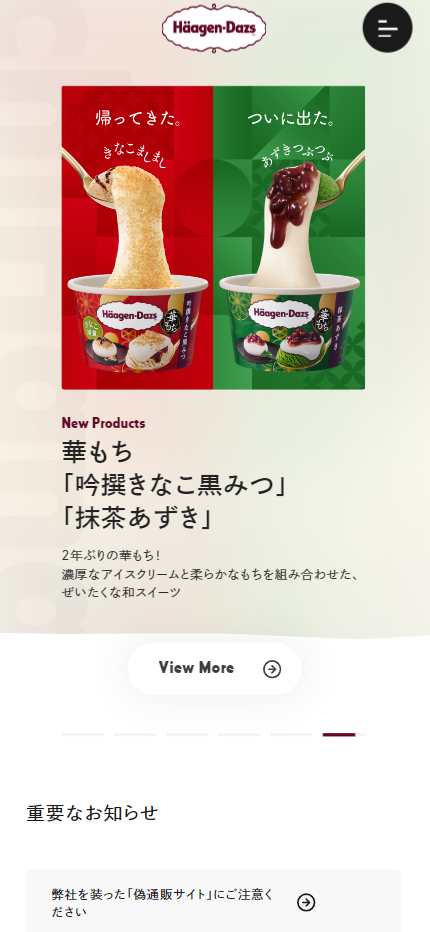 Häagen-Dazs
帰ってきた。
きなこましまし
ついに出た。
あずきつぶつぶ
Häagen-Dazs
華もち
吟撰きなこ黒みつ
きなこ
増量
Häagen-Dazs
華もち
抹茶あずき
New Products
華もち
「吟撰きなこ黒みつ」
「抹茶あずき」
2年ぶりの華もち！
濃厚なアイスクリームと柔らかなもちを組み合わせた、
ぜいたくな和スイーツ
View More
重要なお知らせ
弊社を装った「偽通販サイト」にご注意く
ださい